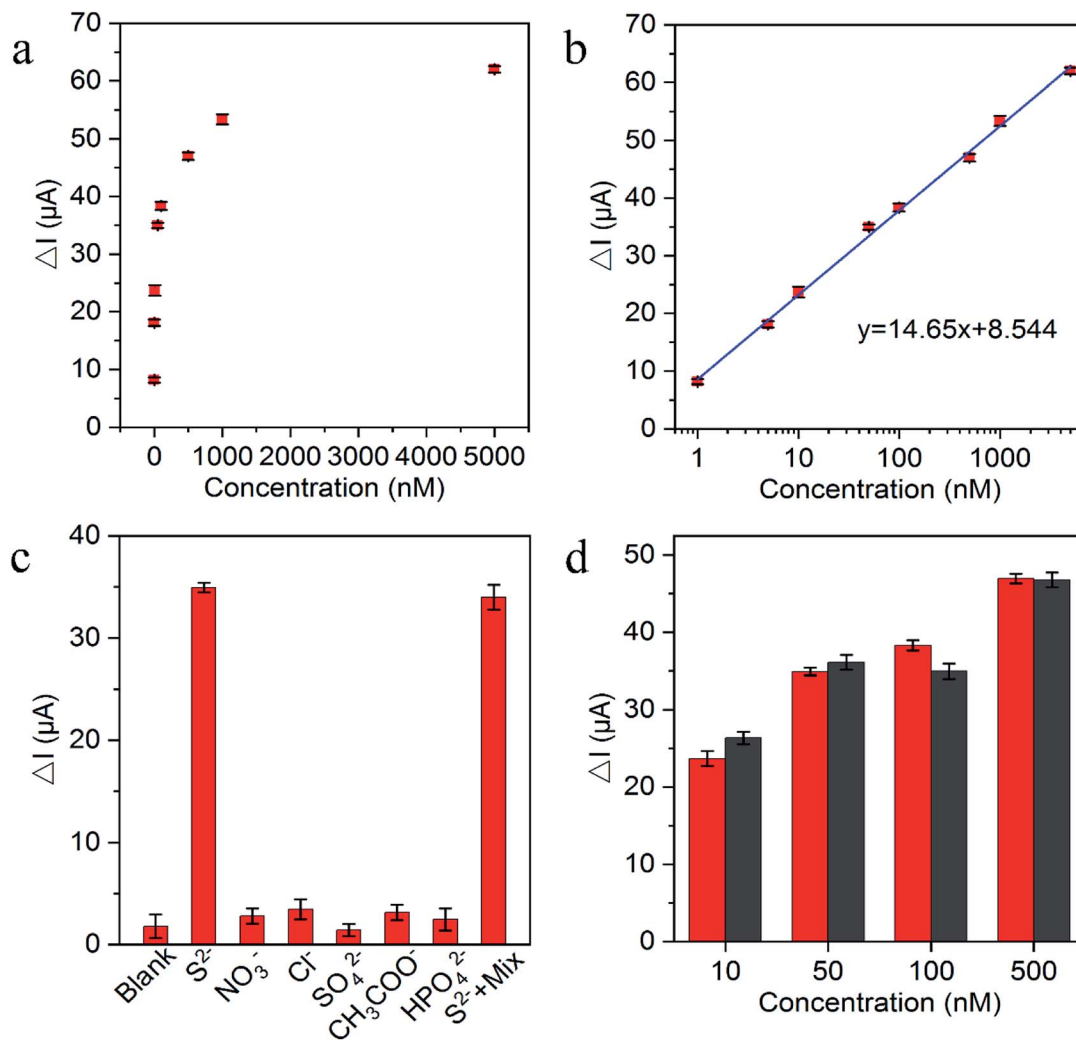 a
70
60
50
40
30
20
10
0
△I (µA)
0 1000 2000 3000 4000 5000
Concentration (nM)
b
70
60
50
40
30
20
10
0
△I (µA)
y=14.65x+8.544
1 10 100 1000
Concentration (nM)
c
40
30
20
10
0
△I (µA)
Blank
S²⁻
NO₃⁻
Cl⁻
SO₄²⁻
CH₃COO⁻
HPO₄²⁻
S²⁻+Mix
d
50
40
30
20
10
0
△I (µA)
10 50 100 500
Concentration (nM)